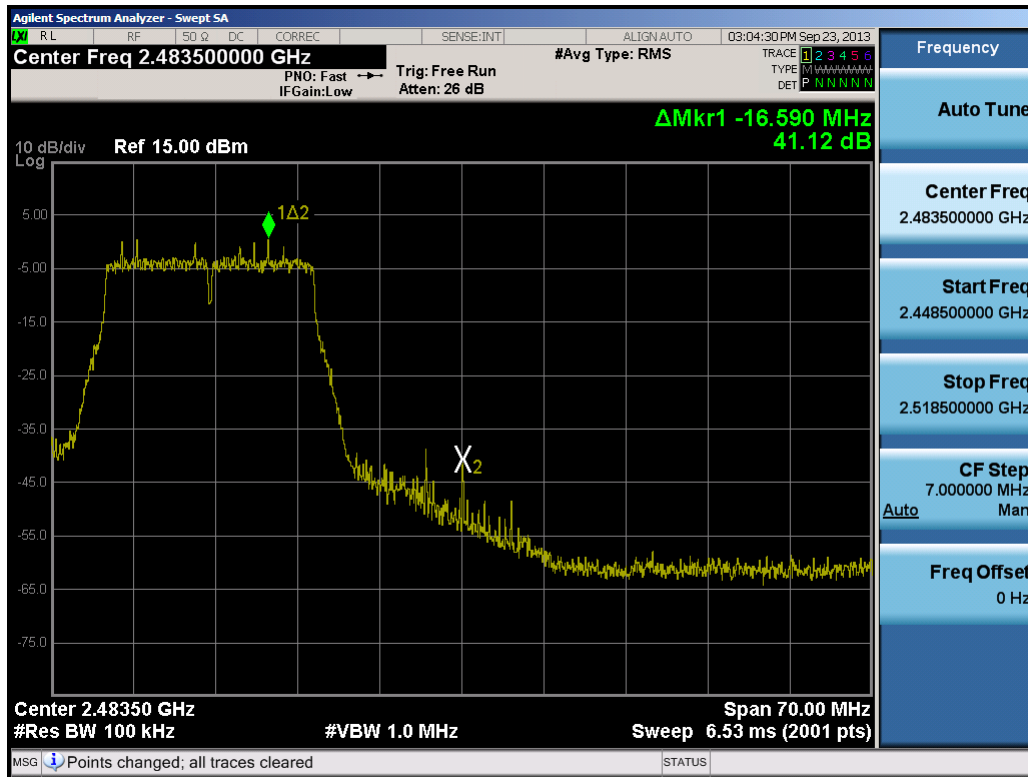 Agilent Spectrum Analyzer - Swept SA
LXI RL RF 50 Ω DC CORREC SENSE:INT ALIGN AUTO 03:04:30 PM Sep 23, 2013
Center Freq 2.483500000 GHz
PNO: Fast
IFGain:Low
Trig: Free Run
Atten: 26 dB
#Avg Type: RMS
TRACE 1 2 3 4 5 6
TYPE M W W W W W
DET P N N N N N
ΔMkr1 -16.590 MHz
41.12 dB
10 dB/div Ref 15.00 dBm
Log
5.00
-5.00
-15.0
-25.0
-35.0
-45.0
-55.0
-65.0
-75.0
1Δ2
X2
Center 2.48350 GHz Span 70.00 MHz
#Res BW 100 kHz #VBW 1.0 MHz Sweep 6.53 ms (2001 pts)
MSG Points changed; all traces cleared STATUS
Frequency
Auto Tune
Center Freq
2.483500000 GHz
Start Freq
2.448500000 GHz
Stop Freq
2.518500000 GHz
CF Step
7.000000 MHz
Auto Man
Freq Offset
0 Hz